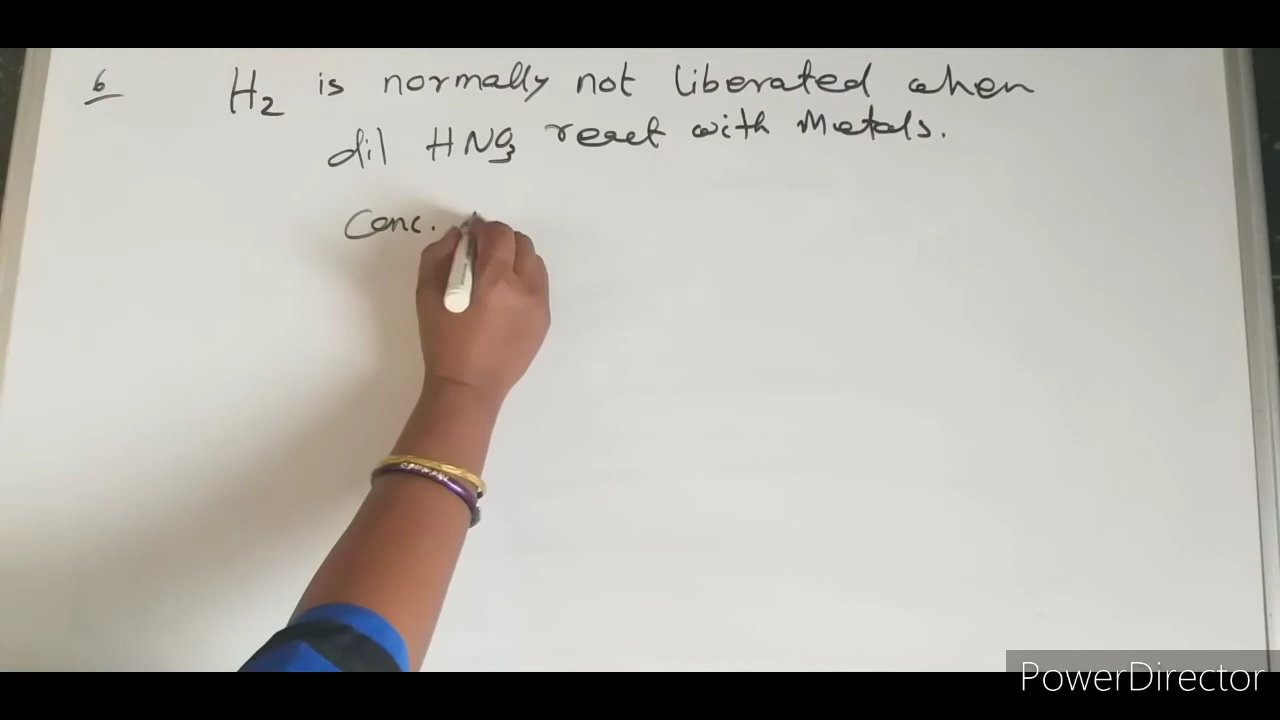 6 H2 is normally not liberated when
dil HNO3 react with Metals.
Conc.
PowerDirector